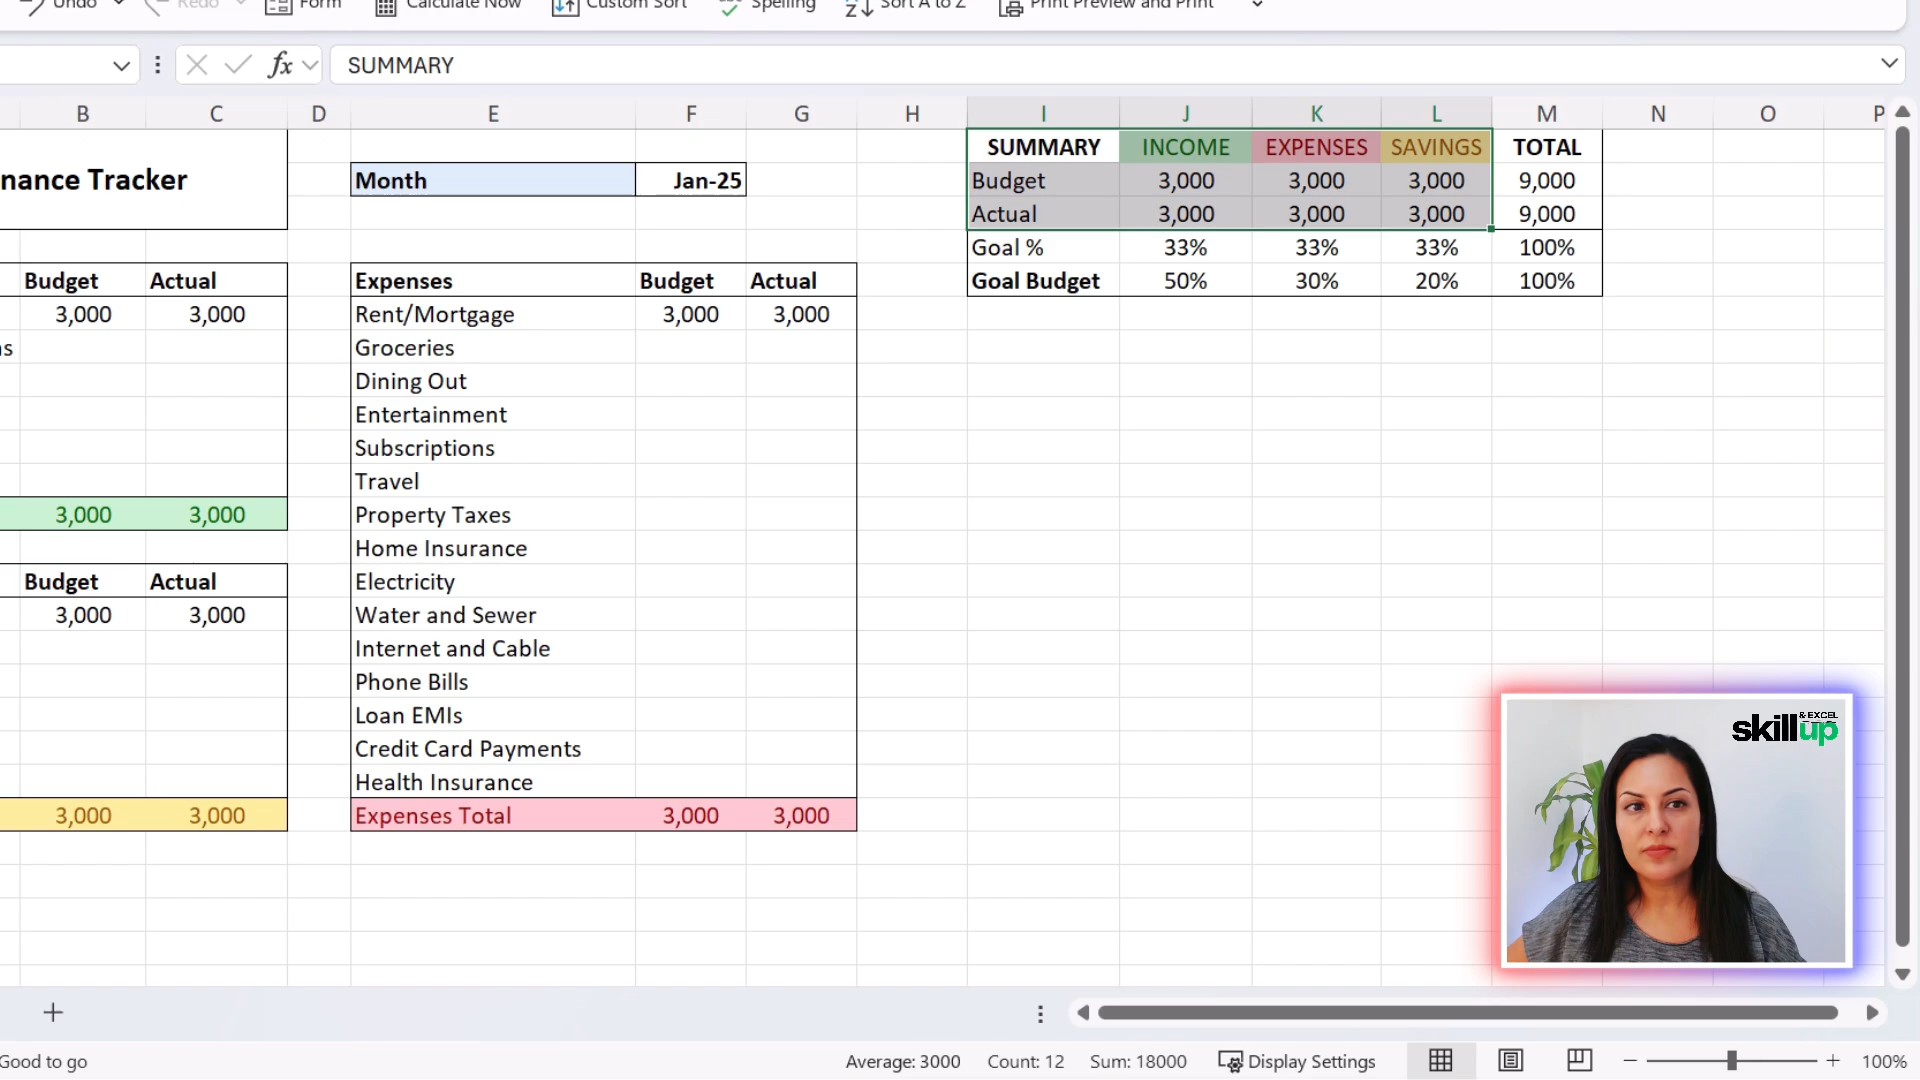 Undo Redo Form Calculate Now Custom Sort Spelling Sort A to Z Print Preview and Print
fx SUMMARY
B C D E F G H I J K L M N O P
SUMMARY INCOME EXPENSES SAVINGS TOTAL
nance Tracker Month Jan-25 Budget 3,000 3,000 3,000 9,000
Actual 3,000 3,000 3,000 9,000
Goal % 33% 33% 33% 100%
Budget Actual Expenses Budget Actual Goal Budget 50% 30% 20% 100%
3,000 3,000 Rent/Mortgage 3,000 3,000
s Groceries
Dining Out
Entertainment
Subscriptions
Travel
3,000 3,000 Property Taxes
Home Insurance
Budget Actual Electricity
3,000 3,000 Water and Sewer
Internet and Cable
Phone Bills
Loan EMIs
Credit Card Payments
Health Insurance
3,000 3,000 Expenses Total 3,000 3,000
& EXCEL
skillup
Good to go Average: 3000 Count: 12 Sum: 18000 Display Settings 100%